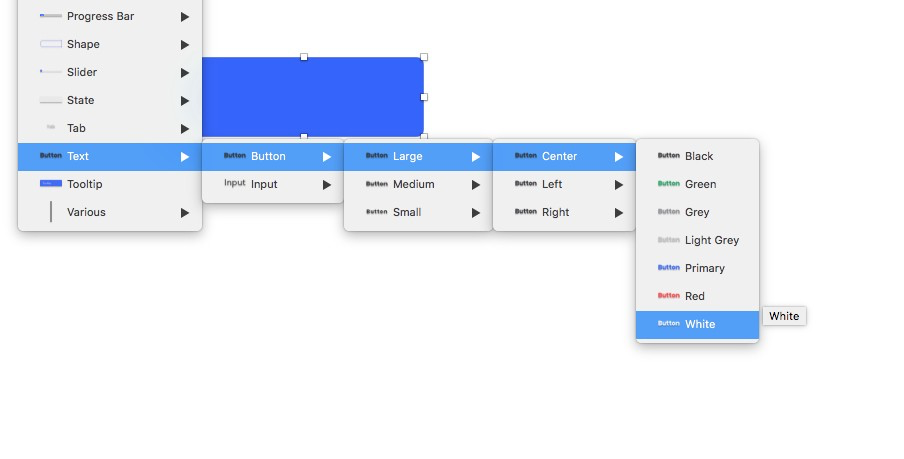 Progress Bar
Shape
Slider
State
Tab
Button Text
Tooltip
Various
Button Button
Input Input
Button Large
Button Medium
Button Small
Button Center
Button Left
Button Right
Button Black
Button Green
Button Grey
Button Light Grey
Button Primary
Button Red
Button White
White